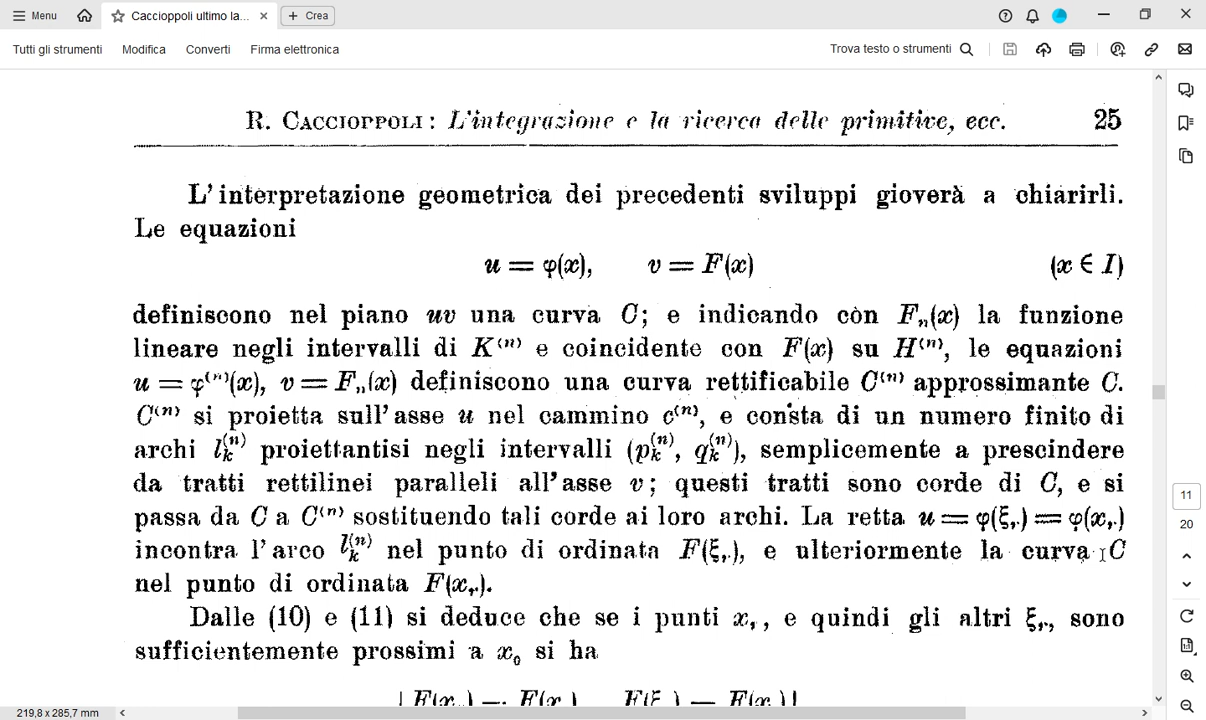 Menu Caccioppoli ultimo la... Crea
Tutti gli strumenti Modifica Converti Firma elettronica Trova testo o strumenti
R. CACCIOPPOLI: L'integrazione e la ricerca delle primitive, ecc. 25
L'interpretazione geometrica dei precedenti sviluppi gioverà a chiarirli.
Le equazioni
u = φ(x), v = F(x) (x ∈ I)
definiscono nel piano uv una curva C; e indicando con Fₙ(x) la funzione
lineare negli intervalli di K⁽ⁿ⁾ e coincidente con F(x) su H⁽ⁿ⁾, le equazioni
u = φ⁽ⁿ⁾(x), v = Fₙ(x) definiscono una curva rettificabile C⁽ⁿ⁾ approssimante C.
C⁽ⁿ⁾ si proietta sull'asse u nel cammino c⁽ⁿ⁾, e consta di un numero finito di
archi l_k⁽ⁿ⁾ proiettantisi negli intervalli (p_k⁽ⁿ⁾, q_k⁽ⁿ⁾), semplicemente a prescindere
da tratti rettilinei paralleli all'asse v; questi tratti sono corde di C, e si
passa da C a C⁽ⁿ⁾ sostituendo tali corde ai loro archi. La retta u = φ(ξᵣ) = φ(xᵣ)
incontra l'arco l_k⁽ⁿ⁾ nel punto di ordinata F(ξᵣ), e ulteriormente la curva C
nel punto di ordinata F(xᵣ).
Dalle (10) e (11) si deduce che se i punti xᵣ, e quindi gli altri ξᵣ, sono
sufficientemente prossimi a x₀ si ha
11
20
219,8 x 285,7 mm